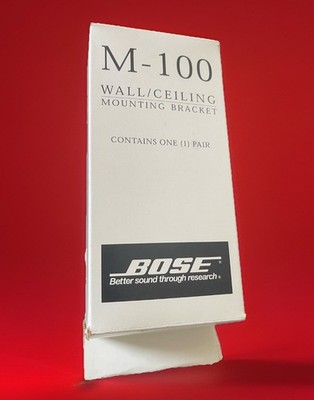 M-100
WALL/CEILING
MOUNTING BRACKET
CONTAINS ONE (1) PAIR
BOSE
Better sound through research®